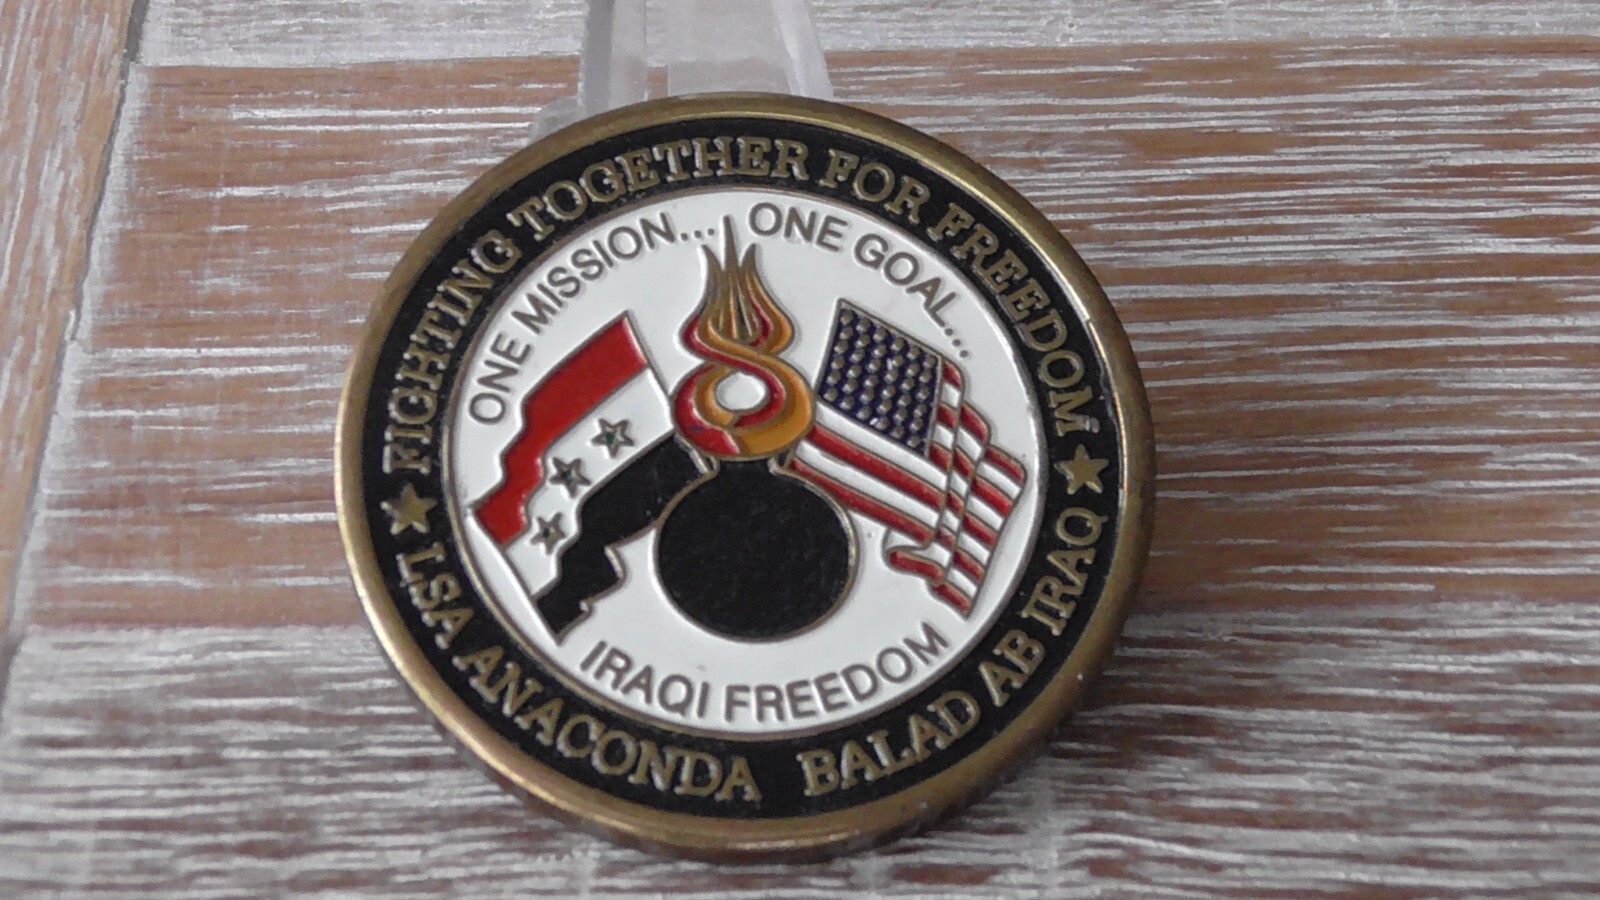 FIGHTING TOGETHER FOR FREEDOM
ONE MISSION... ONE GOAL...
IRAQI FREEDOM
LSA ANACONDA BALAD AB IRAQ